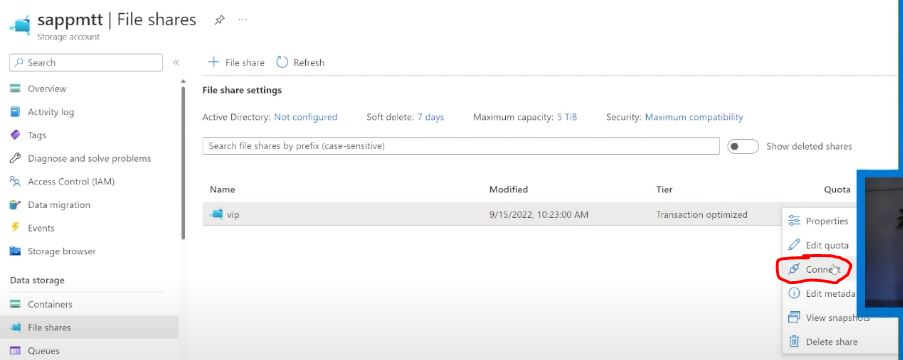 sappmtt | File shares
Storage account
Search
Overview
Activity log
Tags
Diagnose and solve problems
Access Control (IAM)
Data migration
Events
Storage browser
Data storage
Containers
File shares
Queues
File share Refresh
File share settings
Active Directory: Not configured Soft delete: 7 days Maximum capacity: 5 TiB Security: Maximum compatibility
Search file shares by prefix (case-sensitive)
Show deleted shares
Name Modified Tier Quota
vip 9/15/2022, 10:23:00 AM Transaction optimized
Properties
Edit quota
Connect
Edit metada
View snapshots
Delete share